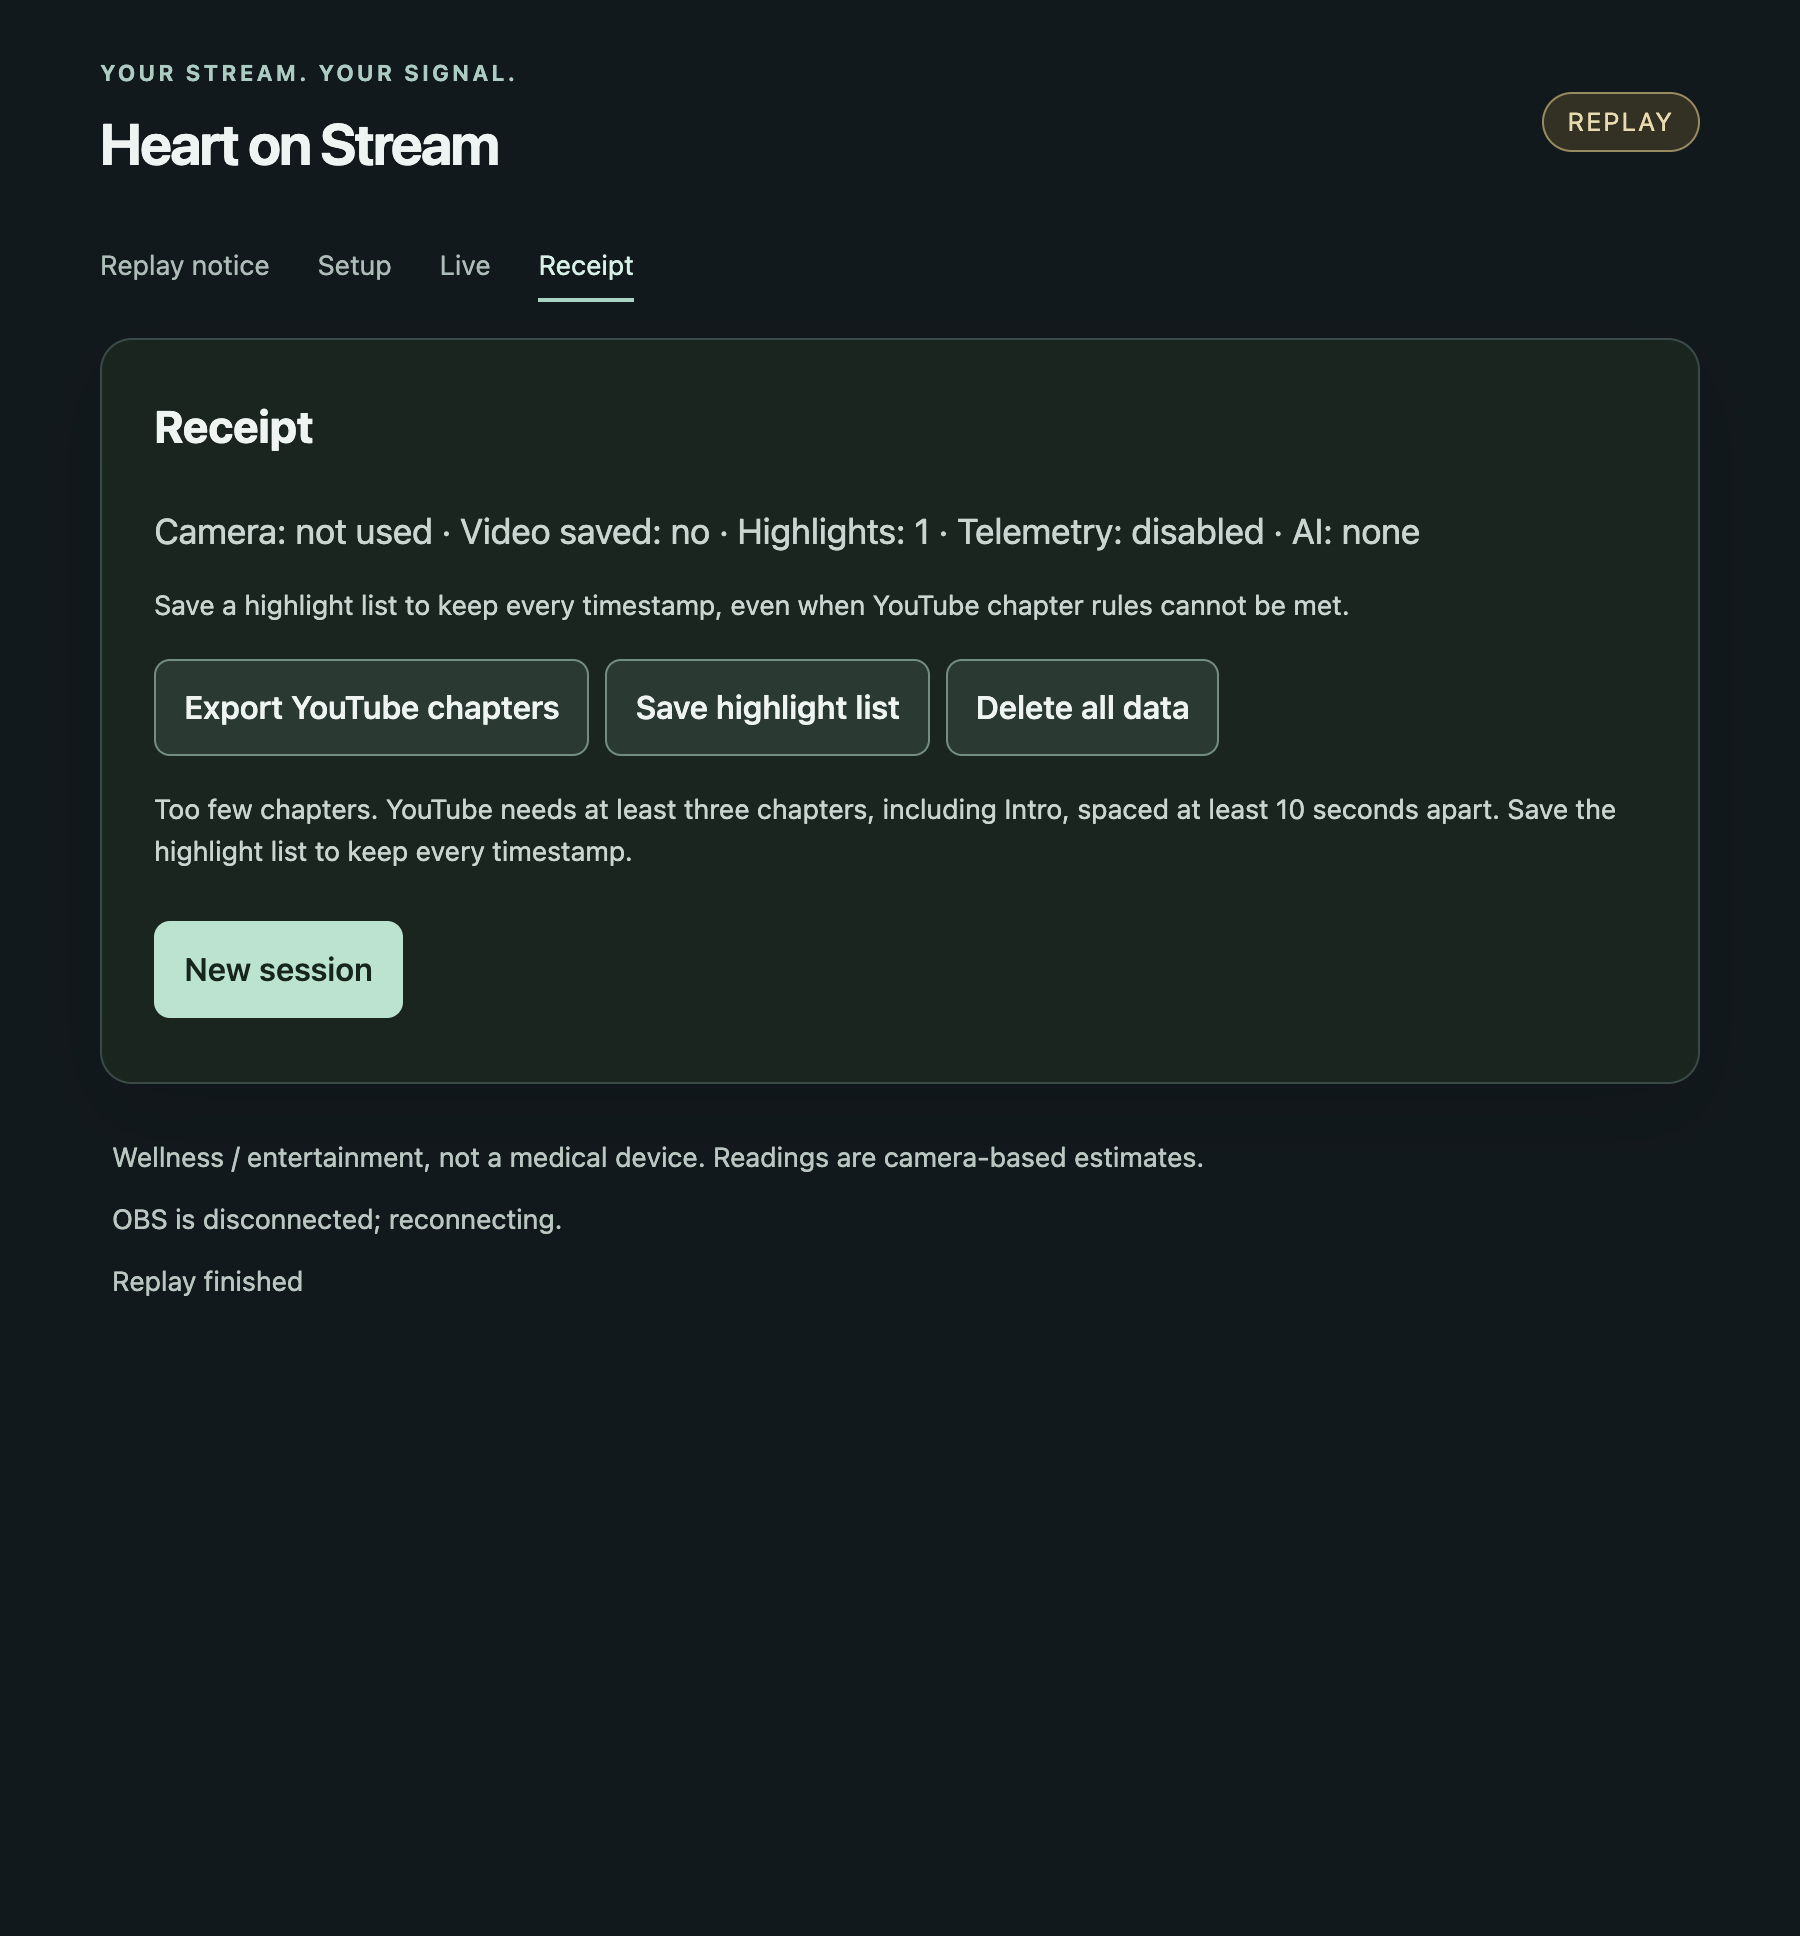 YOUR STREAM. YOUR SIGNAL.
Heart on Stream
REPLAY
Replay notice Setup Live Receipt
Receipt
Camera: not used · Video saved: no · Highlights: 1 · Telemetry: disabled · AI: none
Save a highlight list to keep every timestamp, even when YouTube chapter rules cannot be met.
Export YouTube chapters Save highlight list Delete all data
Too few chapters. YouTube needs at least three chapters, including Intro, spaced at least 10 seconds apart. Save the
highlight list to keep every timestamp.
New session
Wellness / entertainment, not a medical device. Readings are camera-based estimates.
OBS is disconnected; reconnecting.
Replay finished